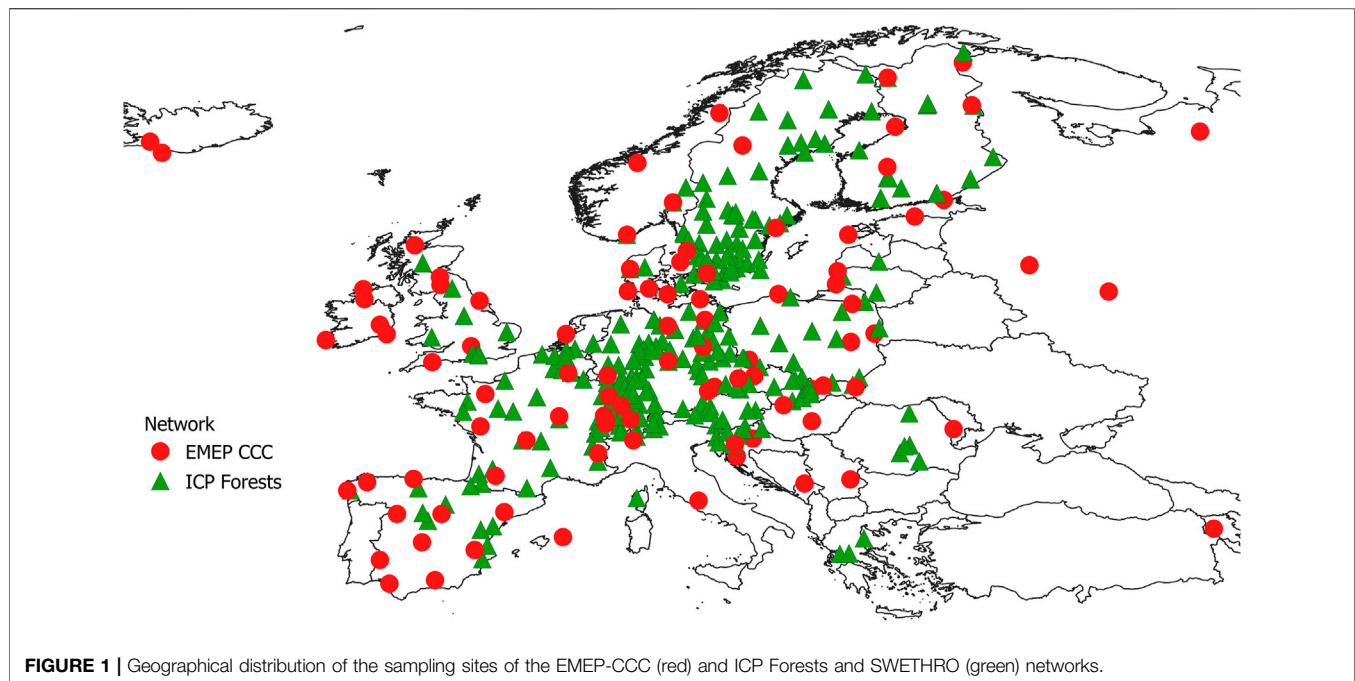 Network
EMEP CCC
ICP Forests
FIGURE 1 | Geographical distribution of the sampling sites of the EMEP-CCC (red) and ICP Forests and SWETHRO (green) networks.